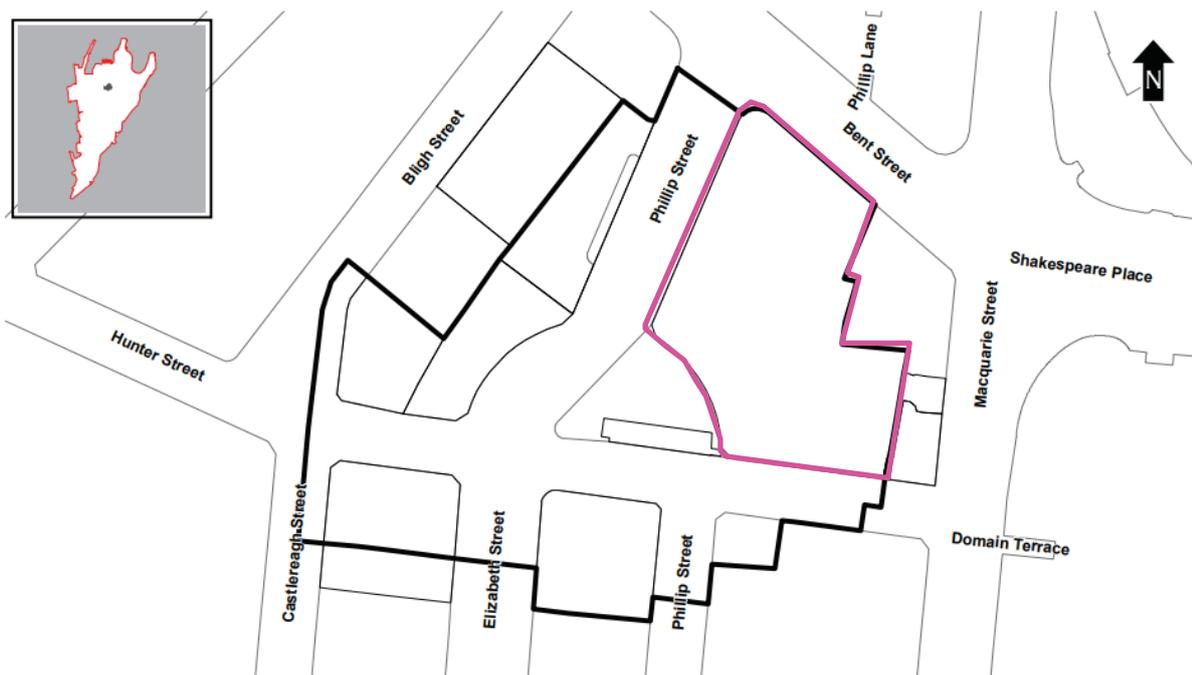 Phillip Lane
N
Bligh Street
Bent Street
Phillip Street
Shakespeare Place
Macquarie Street
Hunter Street
Castlereagh Street
Elizabeth Street
Phillip Street
Domain Terrace